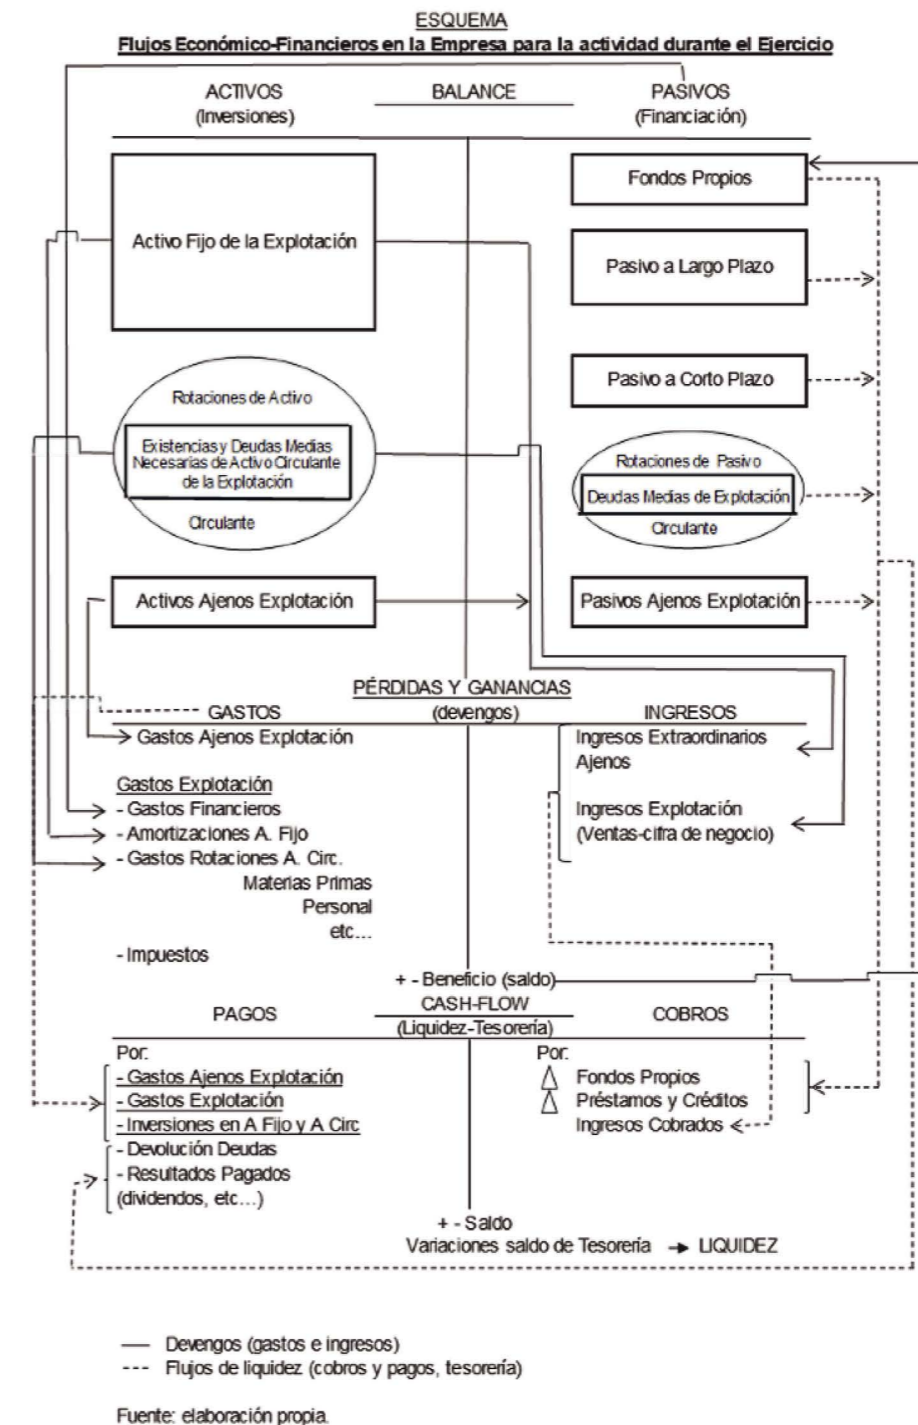 ESQUEMA
Flujos Económico-Financieros en la Empresa para la actividad durante el Ejercicio
ACTIVOS
(Inversiones)
BALANCE
PASIVOS
(Financiación)
Activo Fijo de la Explotación
Fondos Propios
Pasivo a Largo Plazo
Pasivo a Corto Plazo
Rotaciones de Activo
Existencias y Deudas Medias
Necesarias de Activo Circulante
de la Explotación
Circulante
Rotaciones de Pasivo
Deudas Medias de Explotación
Circulante
Activos Ajenos Explotación
Pasivos Ajenos Explotación
PÉRDIDAS Y GANANCIAS
GASTOS
(devengos)
INGRESOS
Gastos Ajenos Explotación
Ingresos Extraordinarios
Ajenos
Gastos Explotación
- Gastos Financieros
- Amortizaciones A. Fijo
- Gastos Rotaciones A. Circ.
Materias Primas
Personal
etc...
- Impuestos
Ingresos Explotación
(Ventas-cifra de negocio)
+ - Beneficio (saldo)
PAGOS
CASH-FLOW
(Liquidez-Tesorería)
COBROS
Por:
- Gastos Ajenos Explotación
- Gastos Explotación
- Inversiones en A Fijo y A Circ
- Devolución Deudas
- Resultados Pagados
(dividendos, etc...)
Por:
Fondos Propios
Préstamos y Créditos
Ingresos Cobrados
+ - Saldo
Variaciones saldo de Tesorería → LIQUIDEZ
— Devengos (gastos e ingresos)
--- Flujos de liquidez (cobros y pagos, tesorería)
Fuente: elaboración propia.